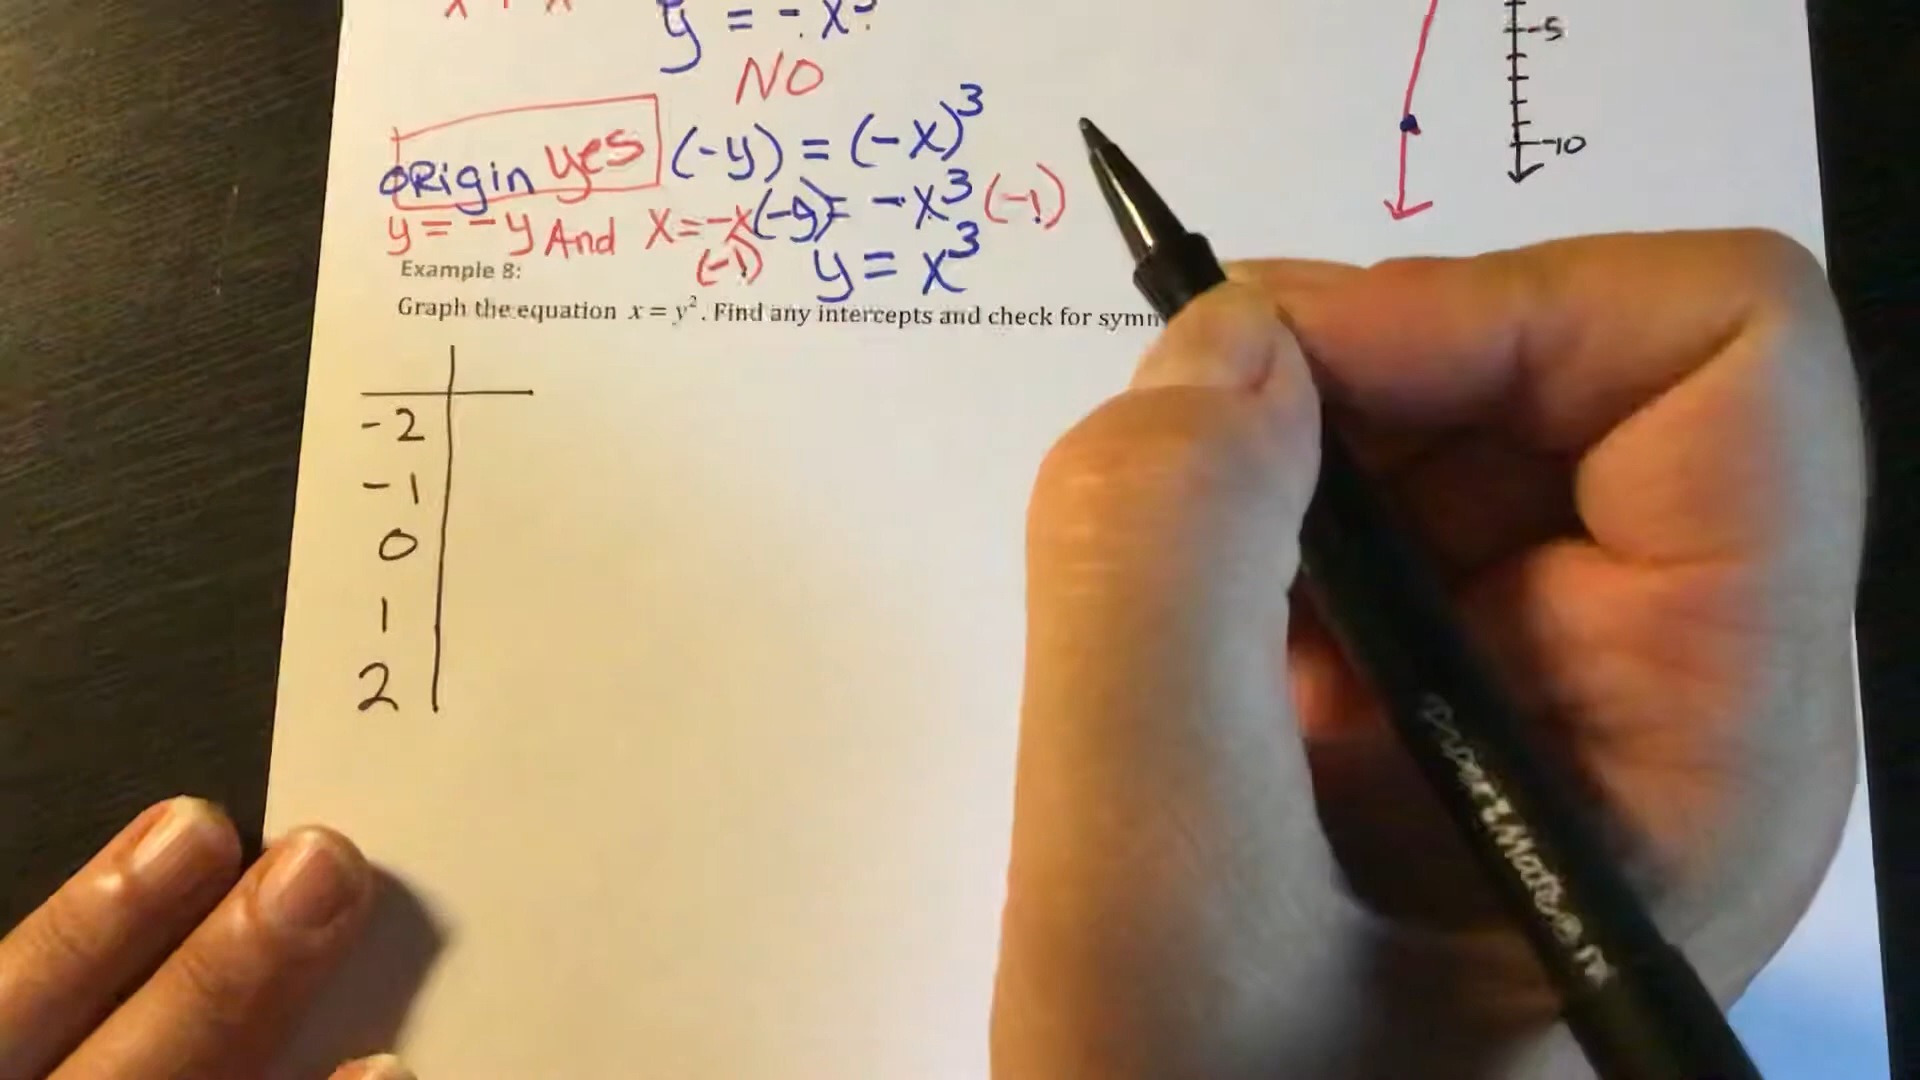 y = - x³
NO
ORigin yes (-y) = (-x)³
y = -y And x = -x (-y) = -x³ (-1)
(-1) y = x³
Example 8:
Graph the equation x = y². Find any intercepts and check for symm
-2
-1
0
1
2
-5
-10